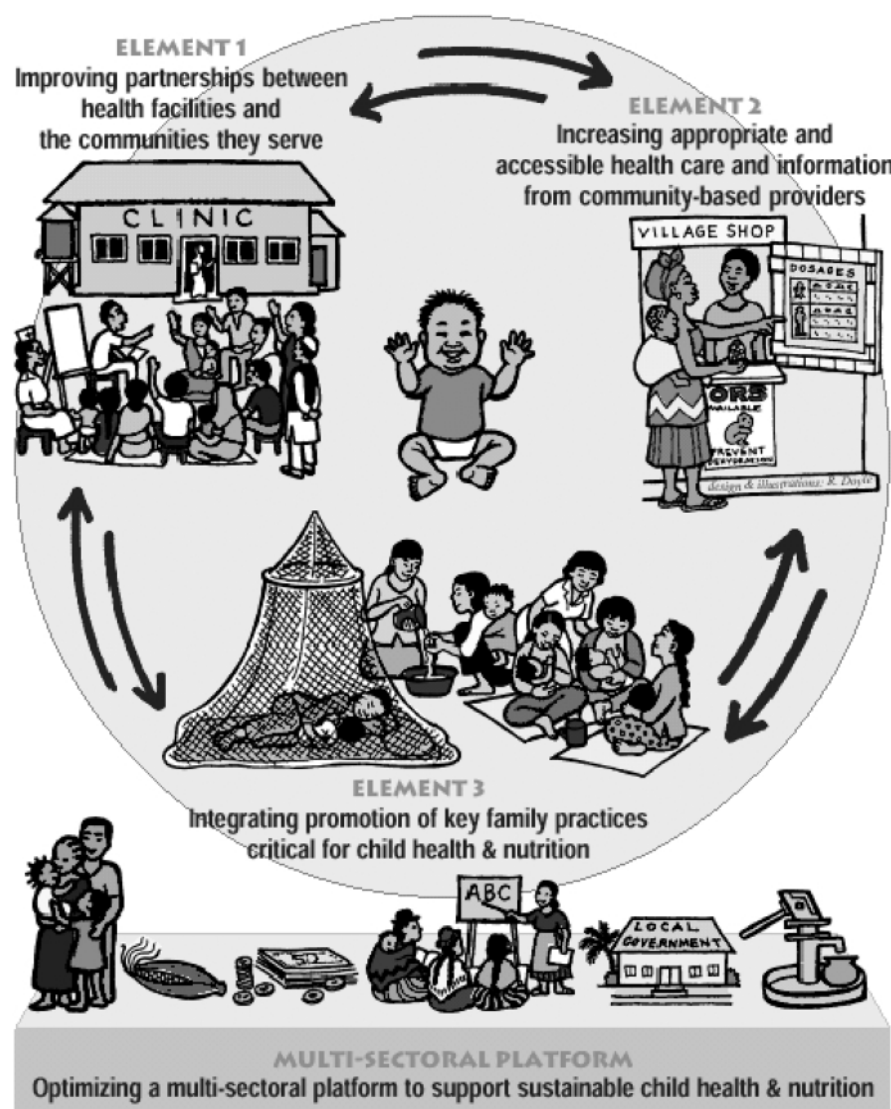 ELEMENT 1
Improving partnerships between
health facilities and
the communities they serve
ELEMENT 2
Increasing appropriate and
accessible health care and information
from community-based providers
CLINIC
VILLAGE SHOP
DOSAGES
ORS
AVAILABLE
PREVENT
DEHYDRATION
design & illustrations: R. Doyle
ELEMENT 3
Integrating promotion of key family practices
critical for child health & nutrition
ABC
50
LOCAL
GOVERNMENT
MULTI-SECTORAL PLATFORM
Optimizing a multi-sectoral platform to support sustainable child health & nutrition